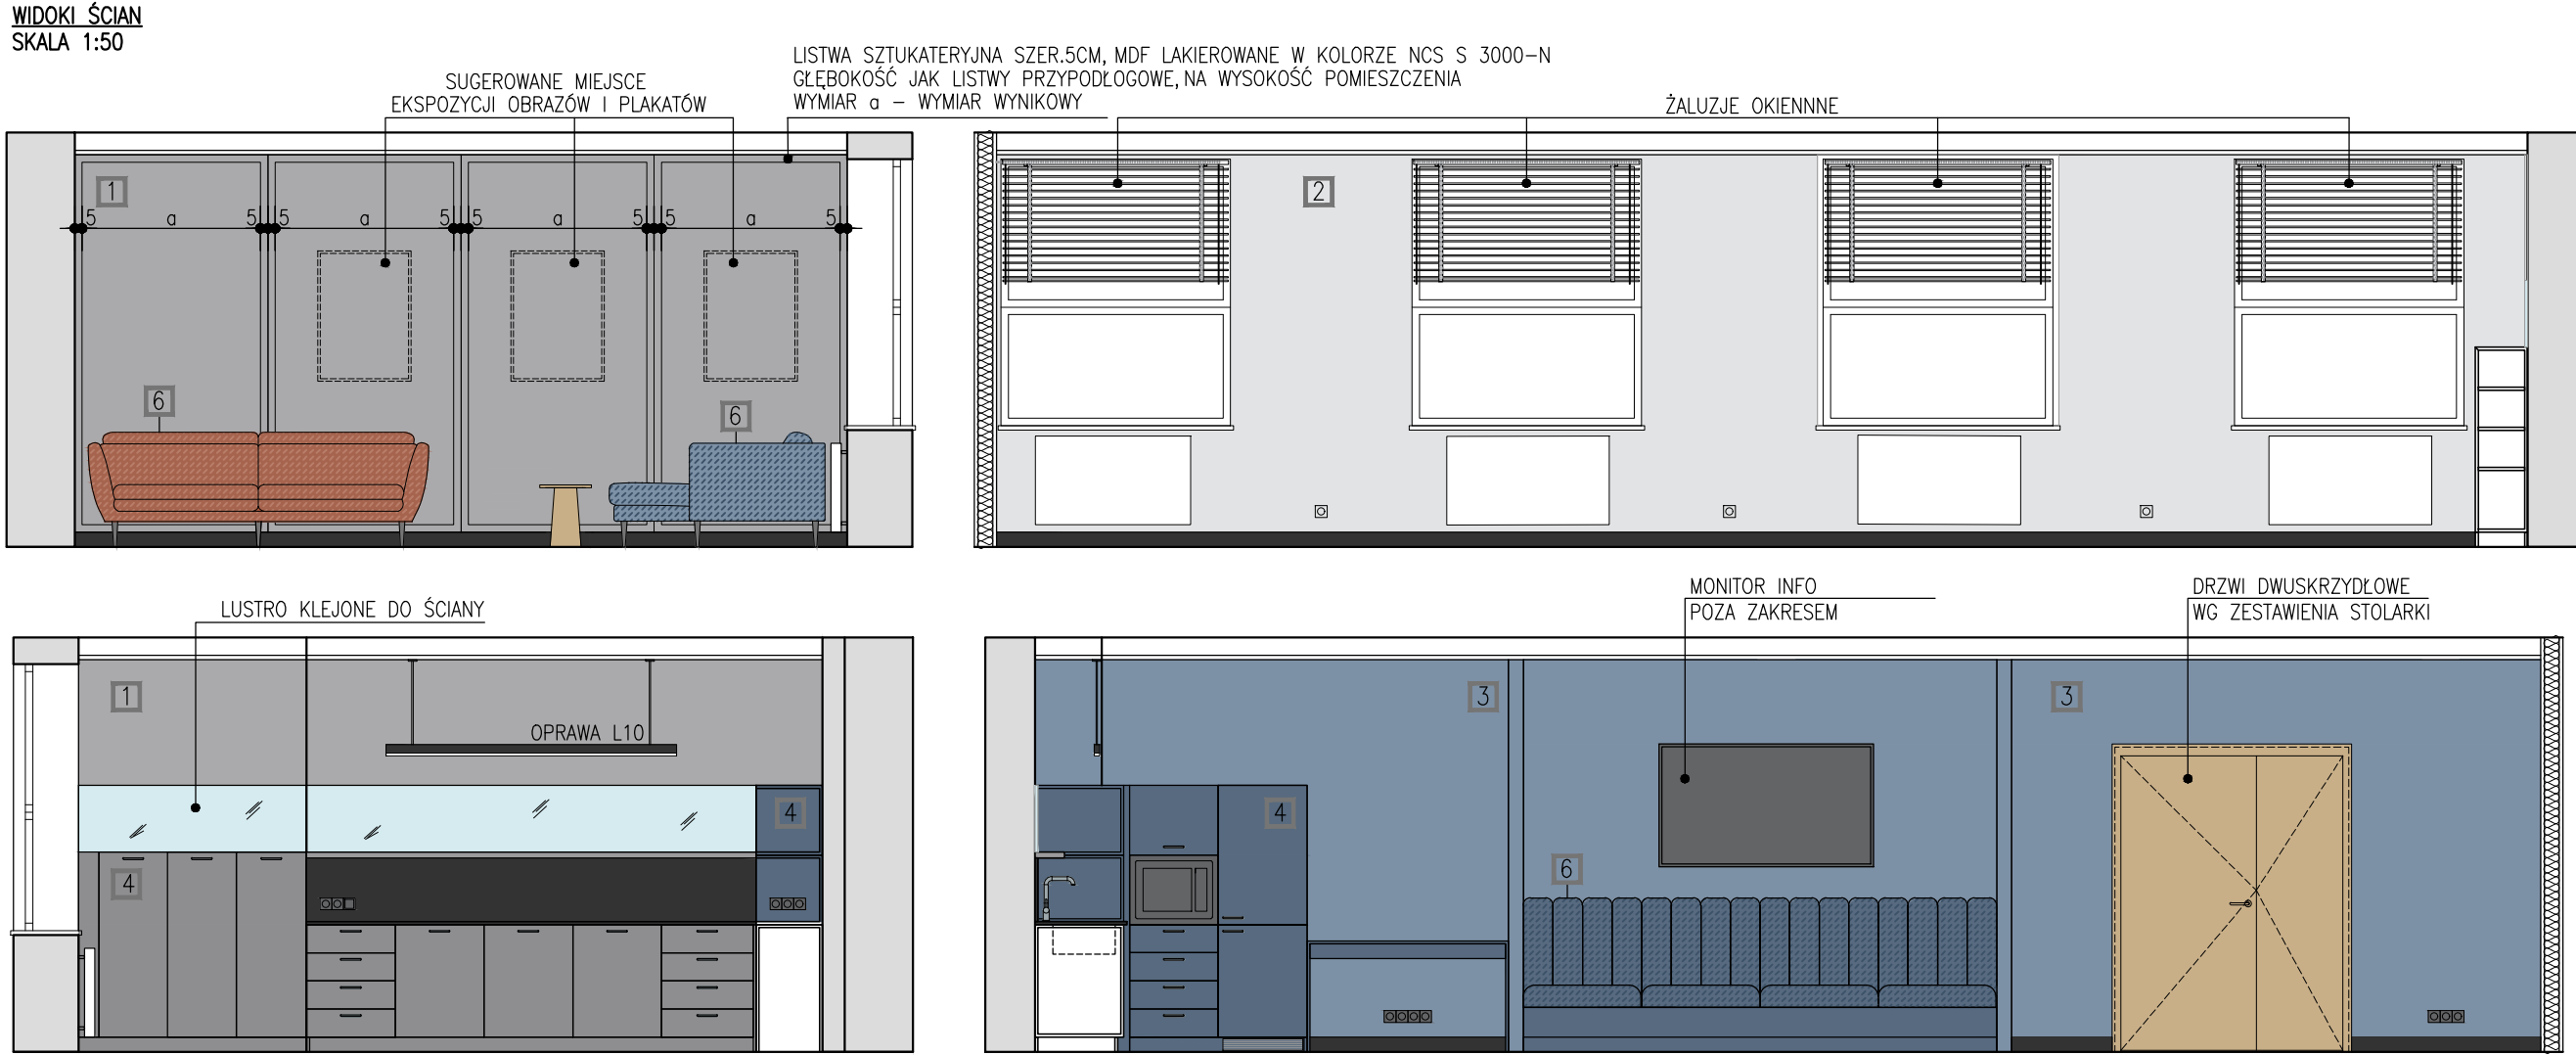 WIDOKI ŚCIAN
SKALA 1:50
SUGEROWANE MIEJSCE
EKSPOZYCJI OBRAZÓW I PLAKATÓW
LISTWA SZTUKATERYJNA SZER.5CM, MDF LAKIEROWANE W KOLORZE NCS S 3000-N
GŁĘBOKOŚĆ JAK LISTWY PRZYPODŁOGOWE, NA WYSOKOŚĆ POMIESZCZENIA
WYMIAR a - WYMIAR WYNIKOWY
ŻALUZJE OKIENNNE
1
2
5 a 5 5 a 5 5 a 5 5 a 5
6
6
LUSTRO KLEJONE DO ŚCIANY
MONITOR INFO
POZA ZAKRESEM
DRZWI DWUSKRZYDŁOWE
WG ZESTAWIENIA STOLARKI
1
OPRAWA L10
4
4
3
3
4
6